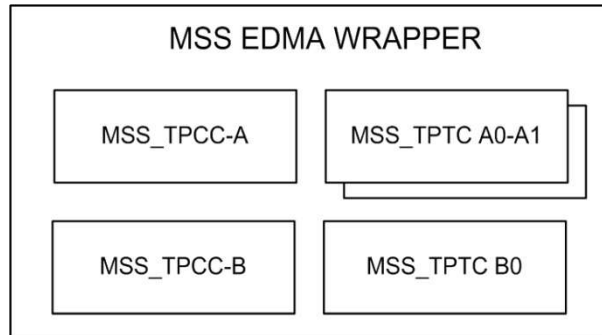 MSS EDMA WRAPPER
MSS_TPCC-A
MSS_TPTC A0-A1
MSS_TPCC-B
MSS_TPTC B0